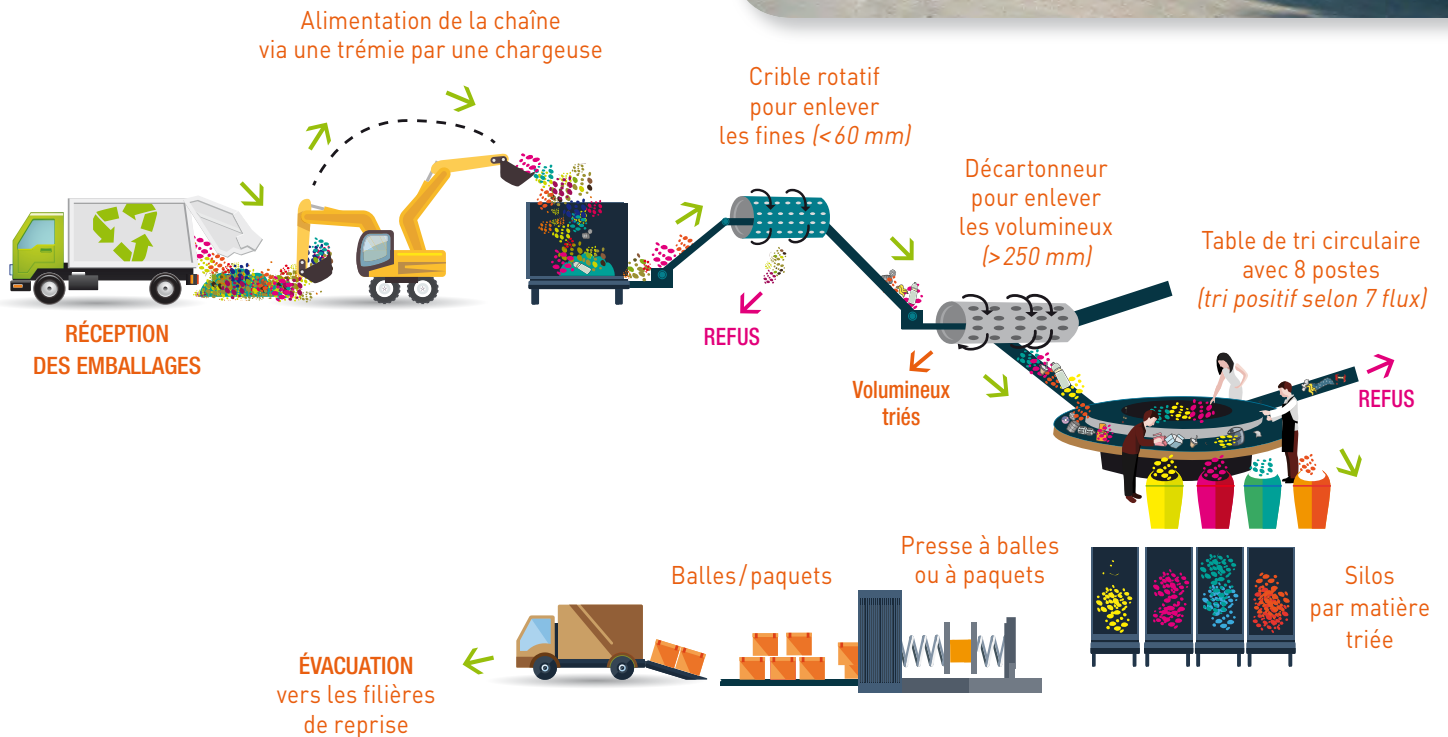 Alimentation de la chaîne
via une trémie par une chargeuse
Crible rotatif
pour enlever
les fines (<60 mm)
Décartonneur
pour enlever
les volumineux
(>250 mm)
Table de tri circulaire
avec 8 postes
(tri positif selon 7 flux)
RÉCEPTION
DES EMBALLAGES
REFUS
Volumineux
triés
REFUS
Silos
par matière
triée
Presse à balles
ou à paquets
Balles/paquets
ÉVACUATION
vers les filières
de reprise